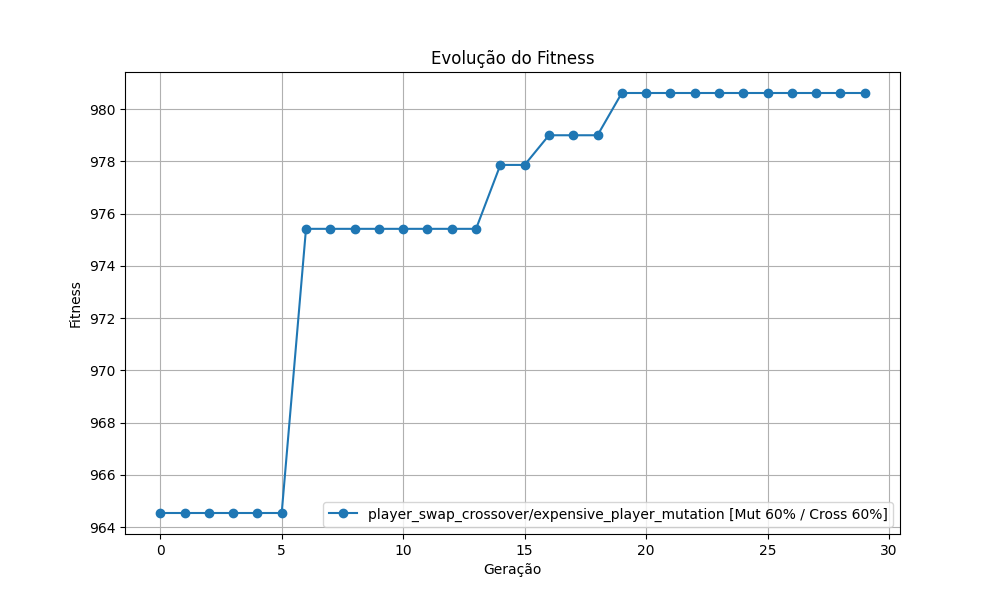 Evolução do Fitness
Fitness
980
978
976
974
972
970
968
966
964
player_swap_crossover/expensive_player_mutation [Mut 60% / Cross 60%]
0 5 10 15 20 25 30
Geração